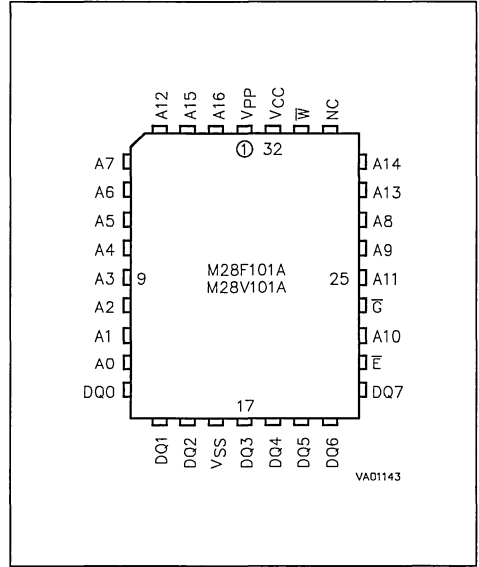 A12 A15 A16 VPP VCC W̅ NC
① 32
A7 A14
A6 A13
A5 A8
A4 A9
A3 9 M28F101A 25 A11
M28V101A
A2 G̅
A1 A10
A0 E̅
DQ0 DQ7
17
DQ1 DQ2 VSS DQ3 DQ4 DQ5 DQ6
VA01143